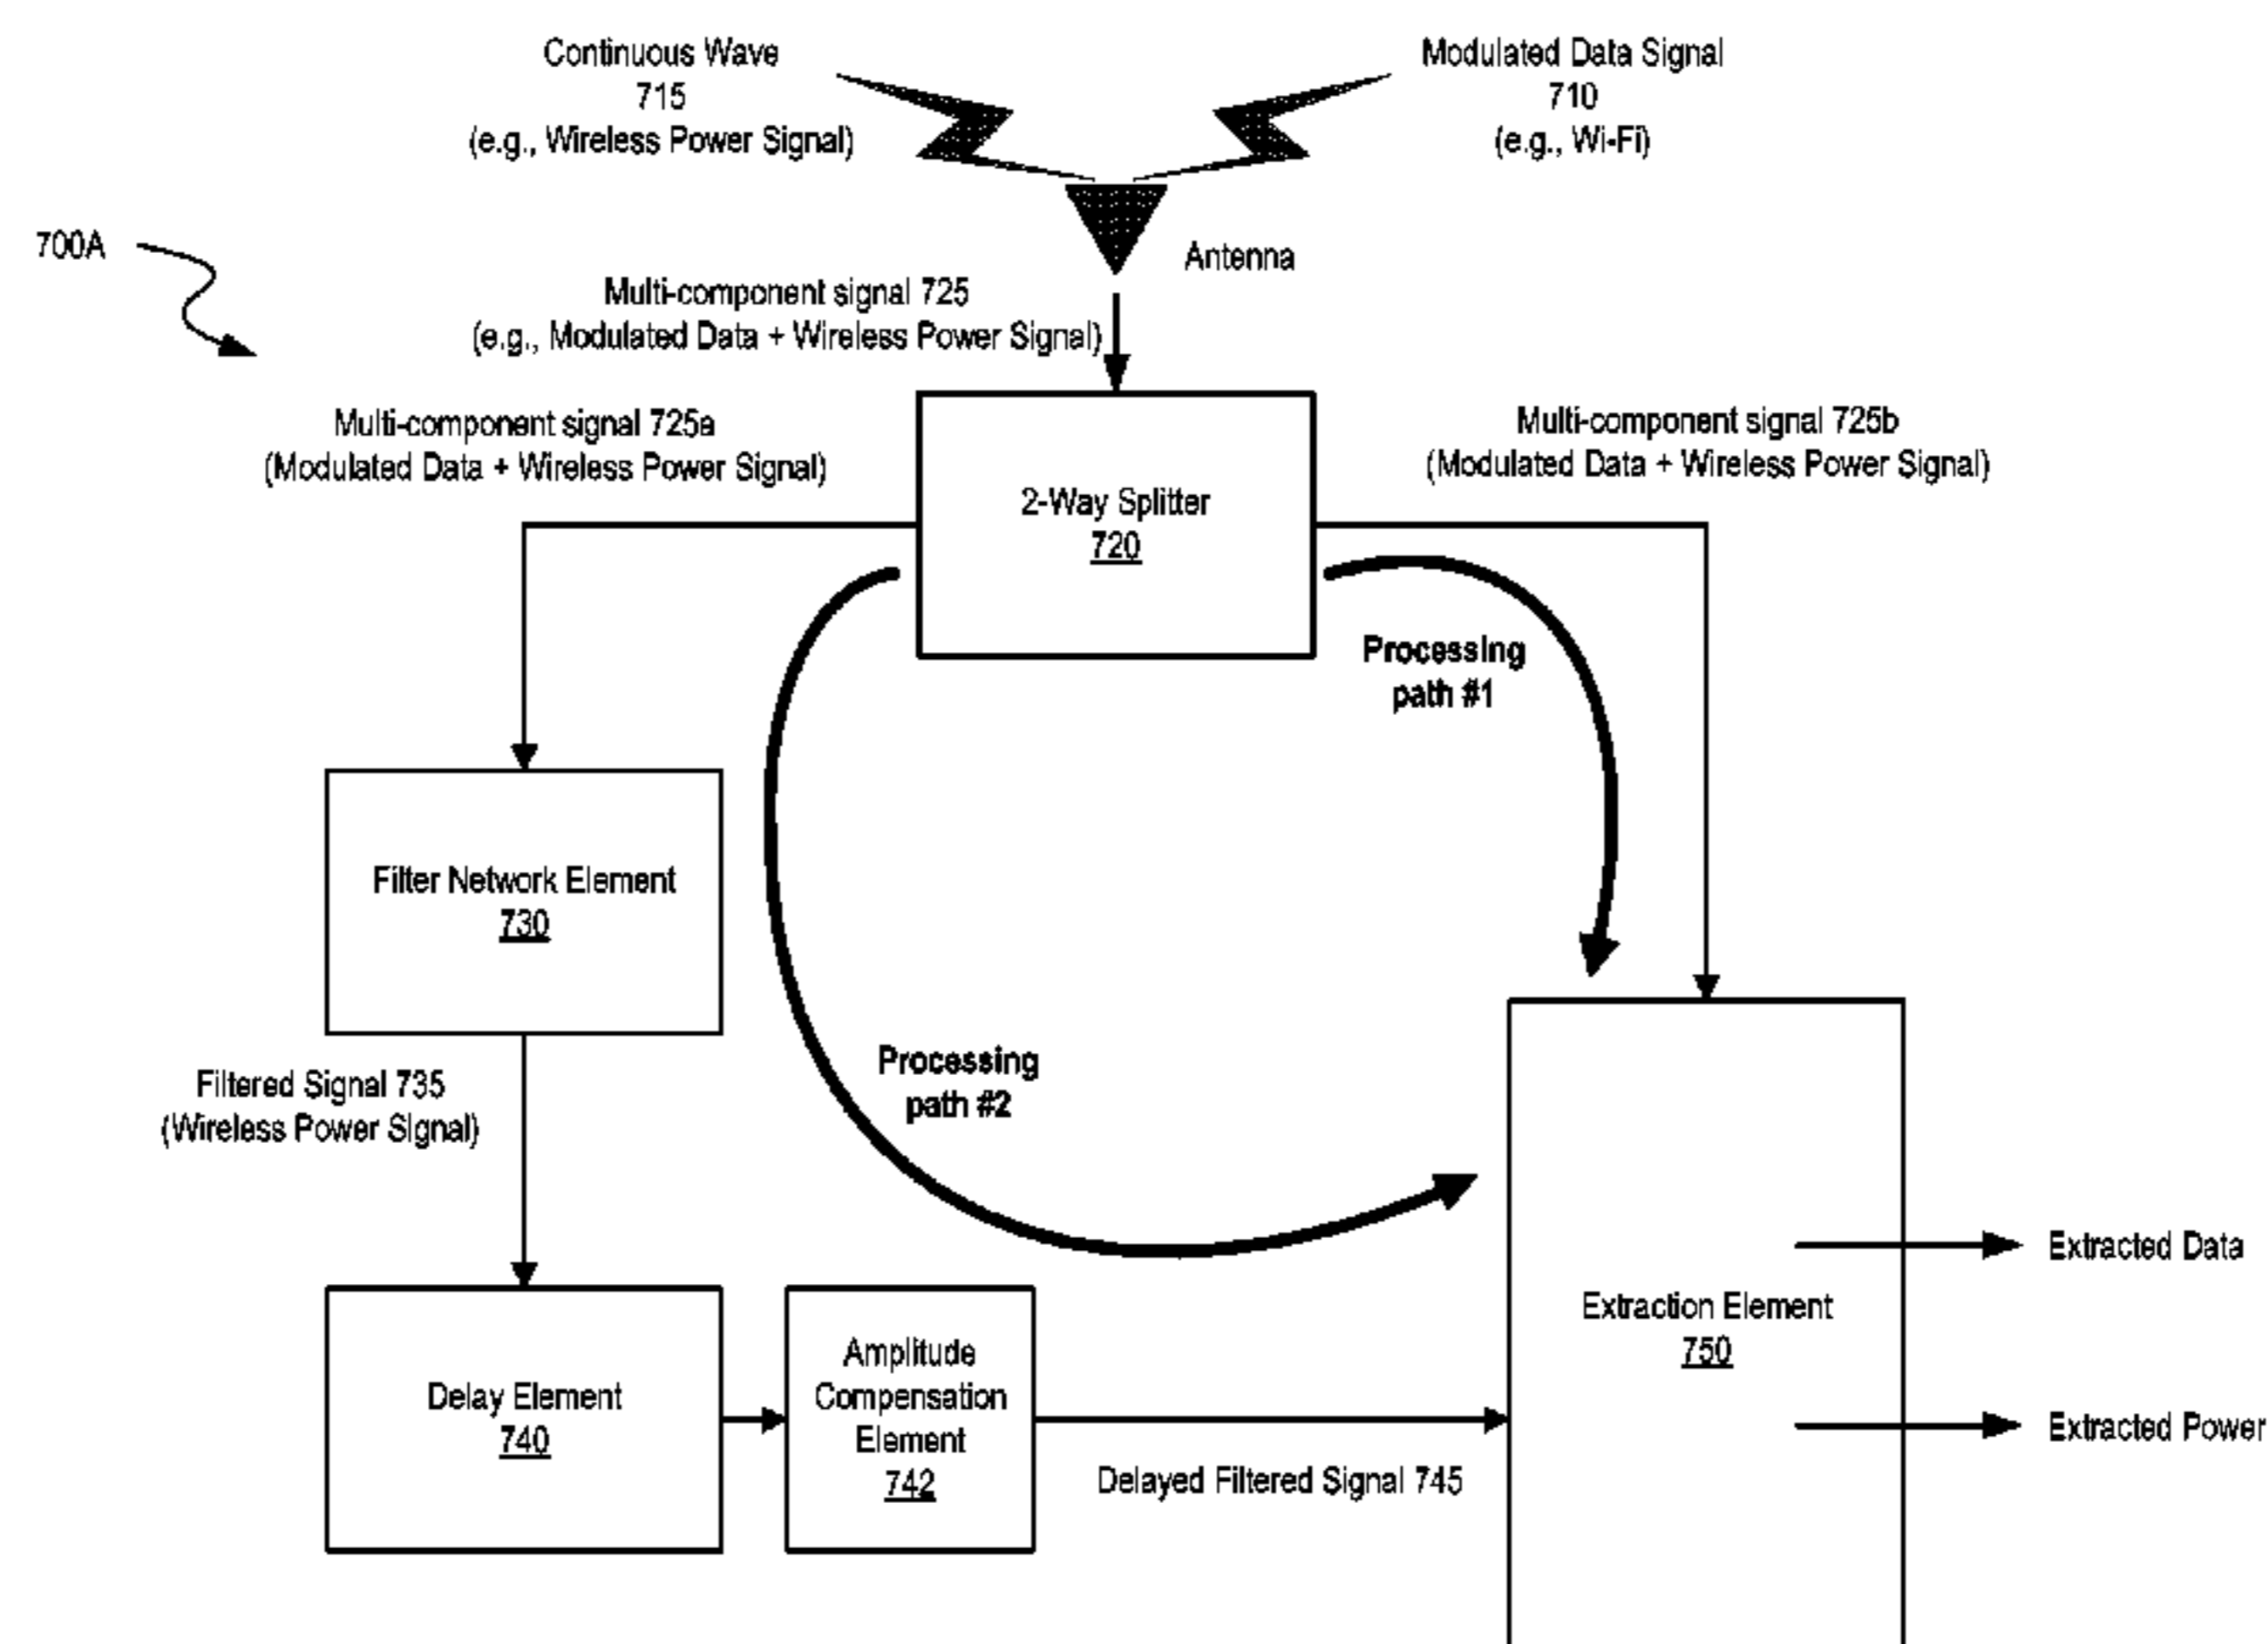 Continuous Wave
715
(e.g., Wireless Power Signal)
Modulated Data Signal
710
(e.g., Wi-Fi)
700A
Antenna
Multi-component signal 725
(e.g., Modulated Data + Wireless Power Signal)
Multi-component signal 725a
(Modulated Data + Wireless Power Signal)
Multi-component signal 725b
(Modulated Data + Wireless Power Signal)
2-Way Splitter
720
Processing
path #1
Filter Network Element
730
Processing
path #2
Filtered Signal 735
(Wireless Power Signal)
Delay Element
740
Amplitude
Compensation
Element
742
Delayed Filtered Signal 745
Extraction Element
750
Extracted Data
Extracted Power